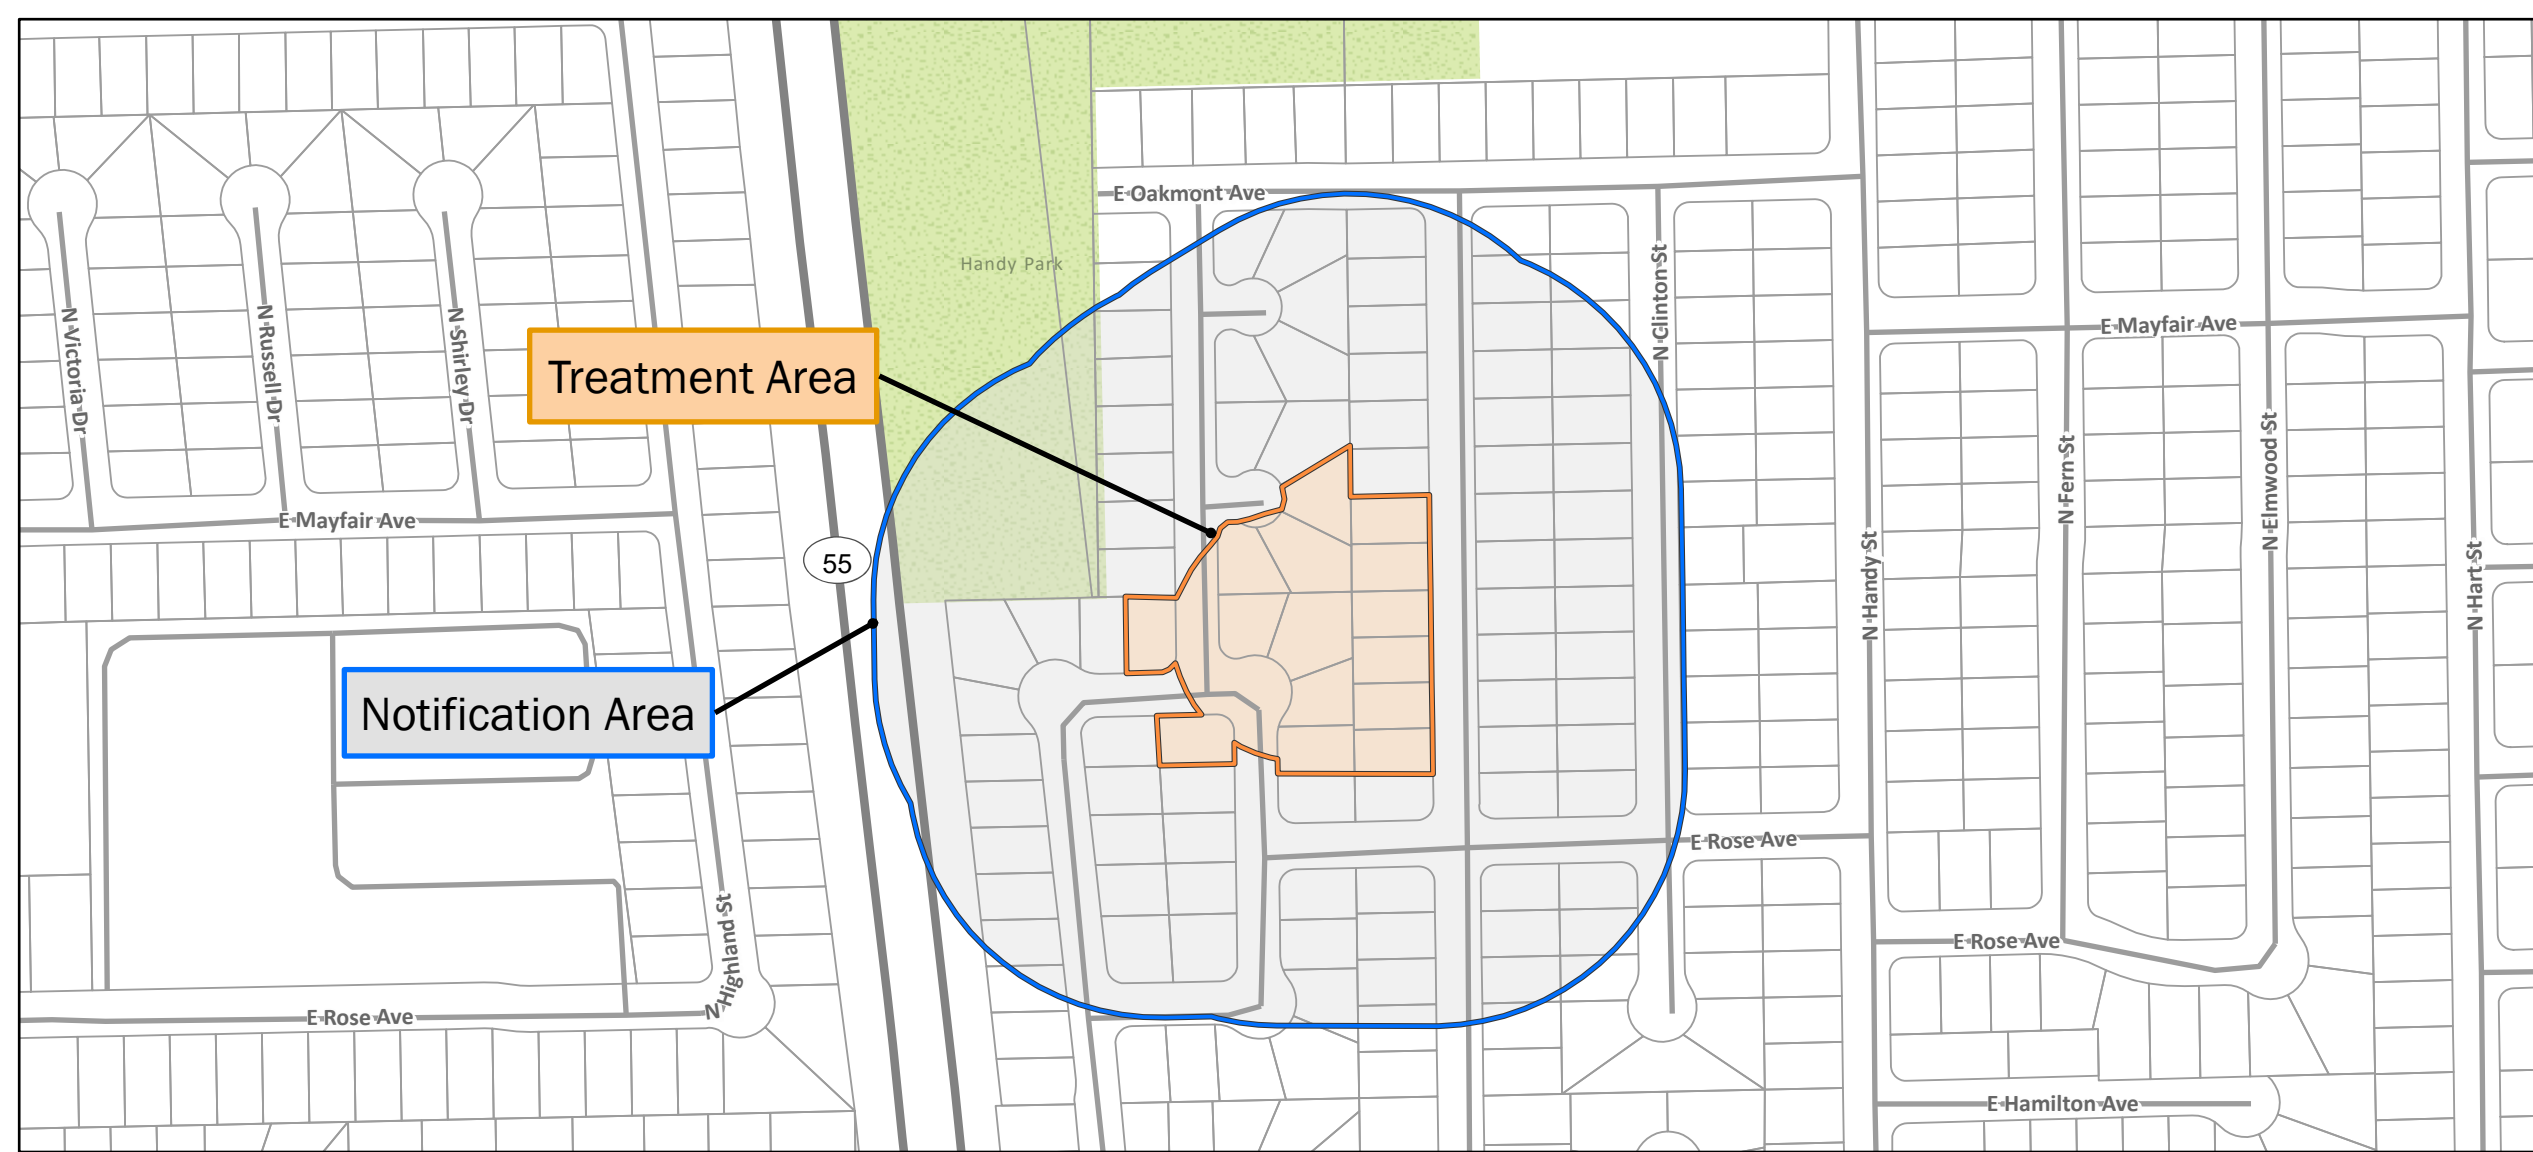 E Oakmont Ave
Handy Park
N Clinton St
N Victoria Dr
N Russell Dr
N Shirley Dr
E Mayfair Ave
Treatment Area
N Fern St
N Elmwood St
E Mayfair Ave
55
N Handy St
N Hart St
Notification Area
E Rose Ave
N Highland St
E Rose Ave
E Rose Ave
E Hamilton Ave